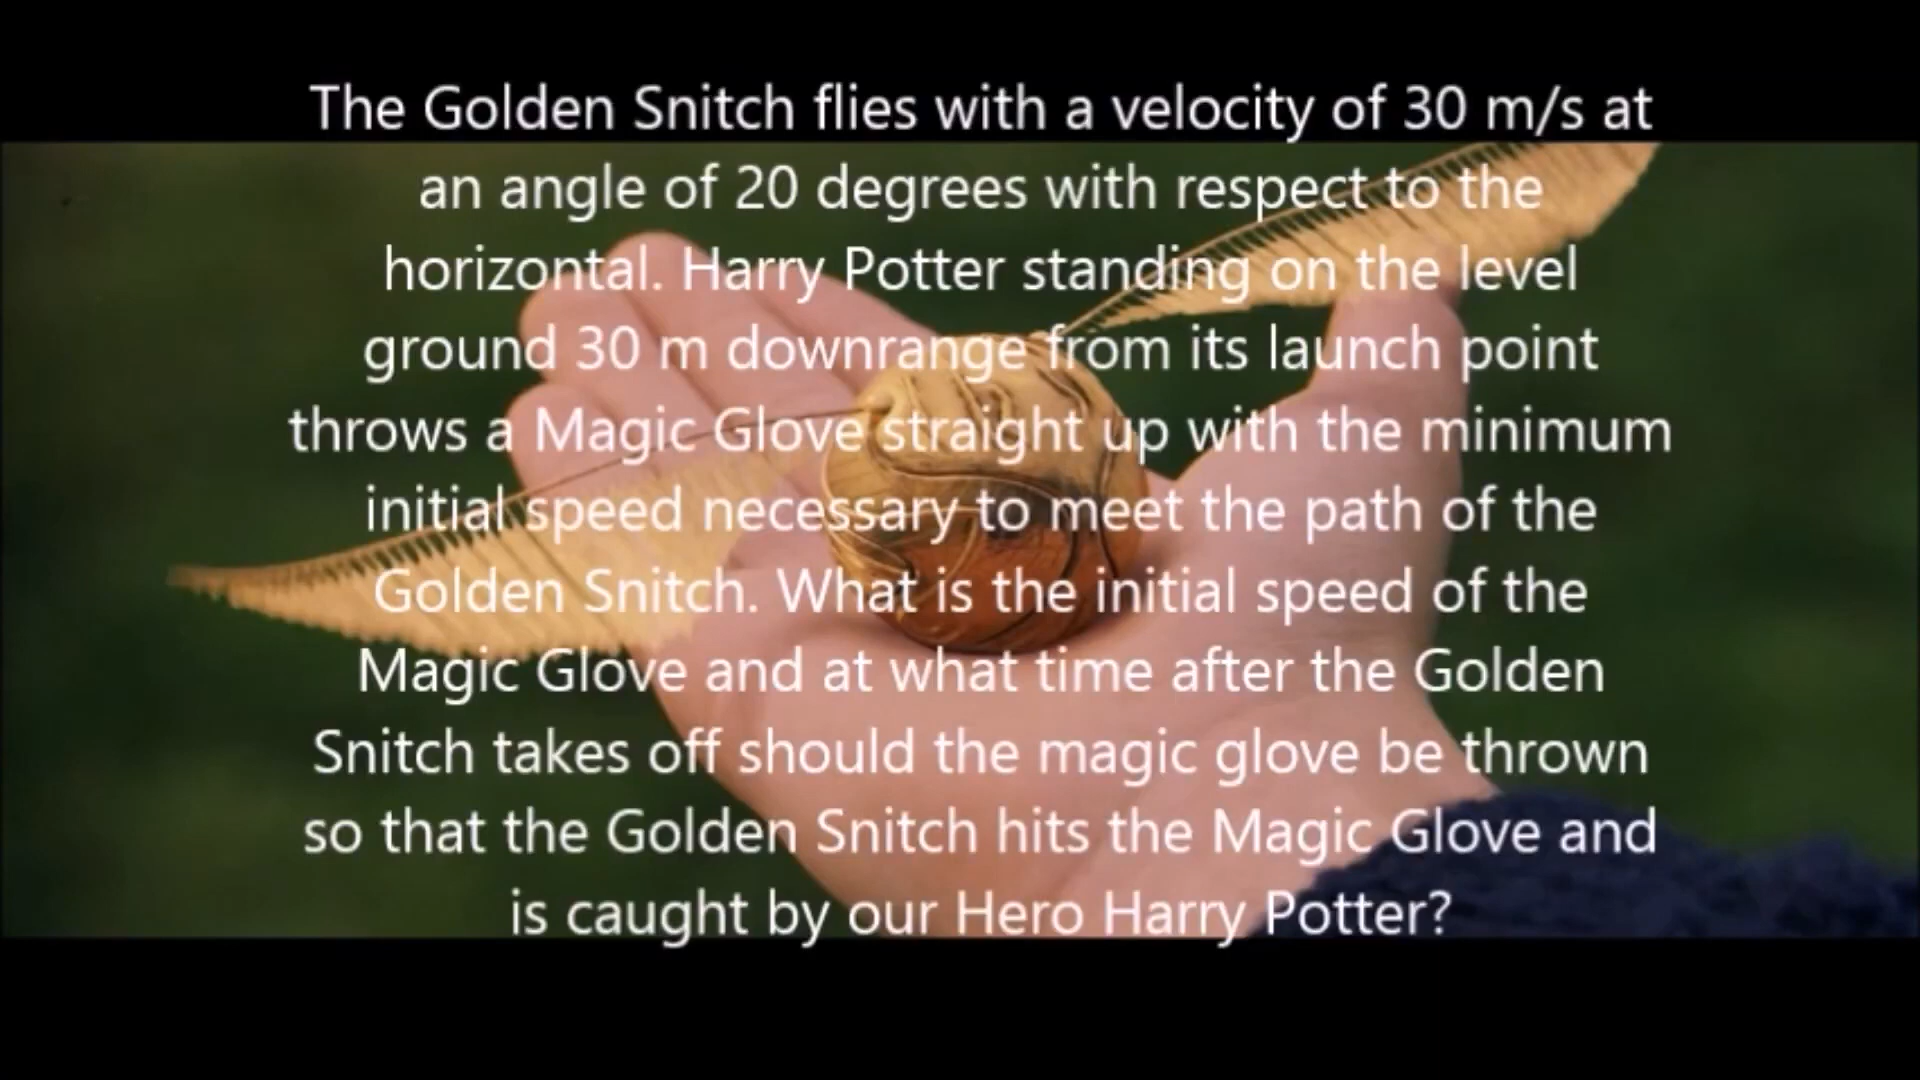 The Golden Snitch flies with a velocity of 30 m/s at
an angle of 20 degrees with respect to the
horizontal. Harry Potter standing on the level
ground 30 m downrange from its launch point
throws a Magic Glove straight up with the minimum
initial speed necessary to meet the path of the
Golden Snitch. What is the initial speed of the
Magic Glove and at what time after the Golden
Snitch takes off should the magic glove be thrown
so that the Golden Snitch hits the Magic Glove and
is caught by our Hero Harry Potter?